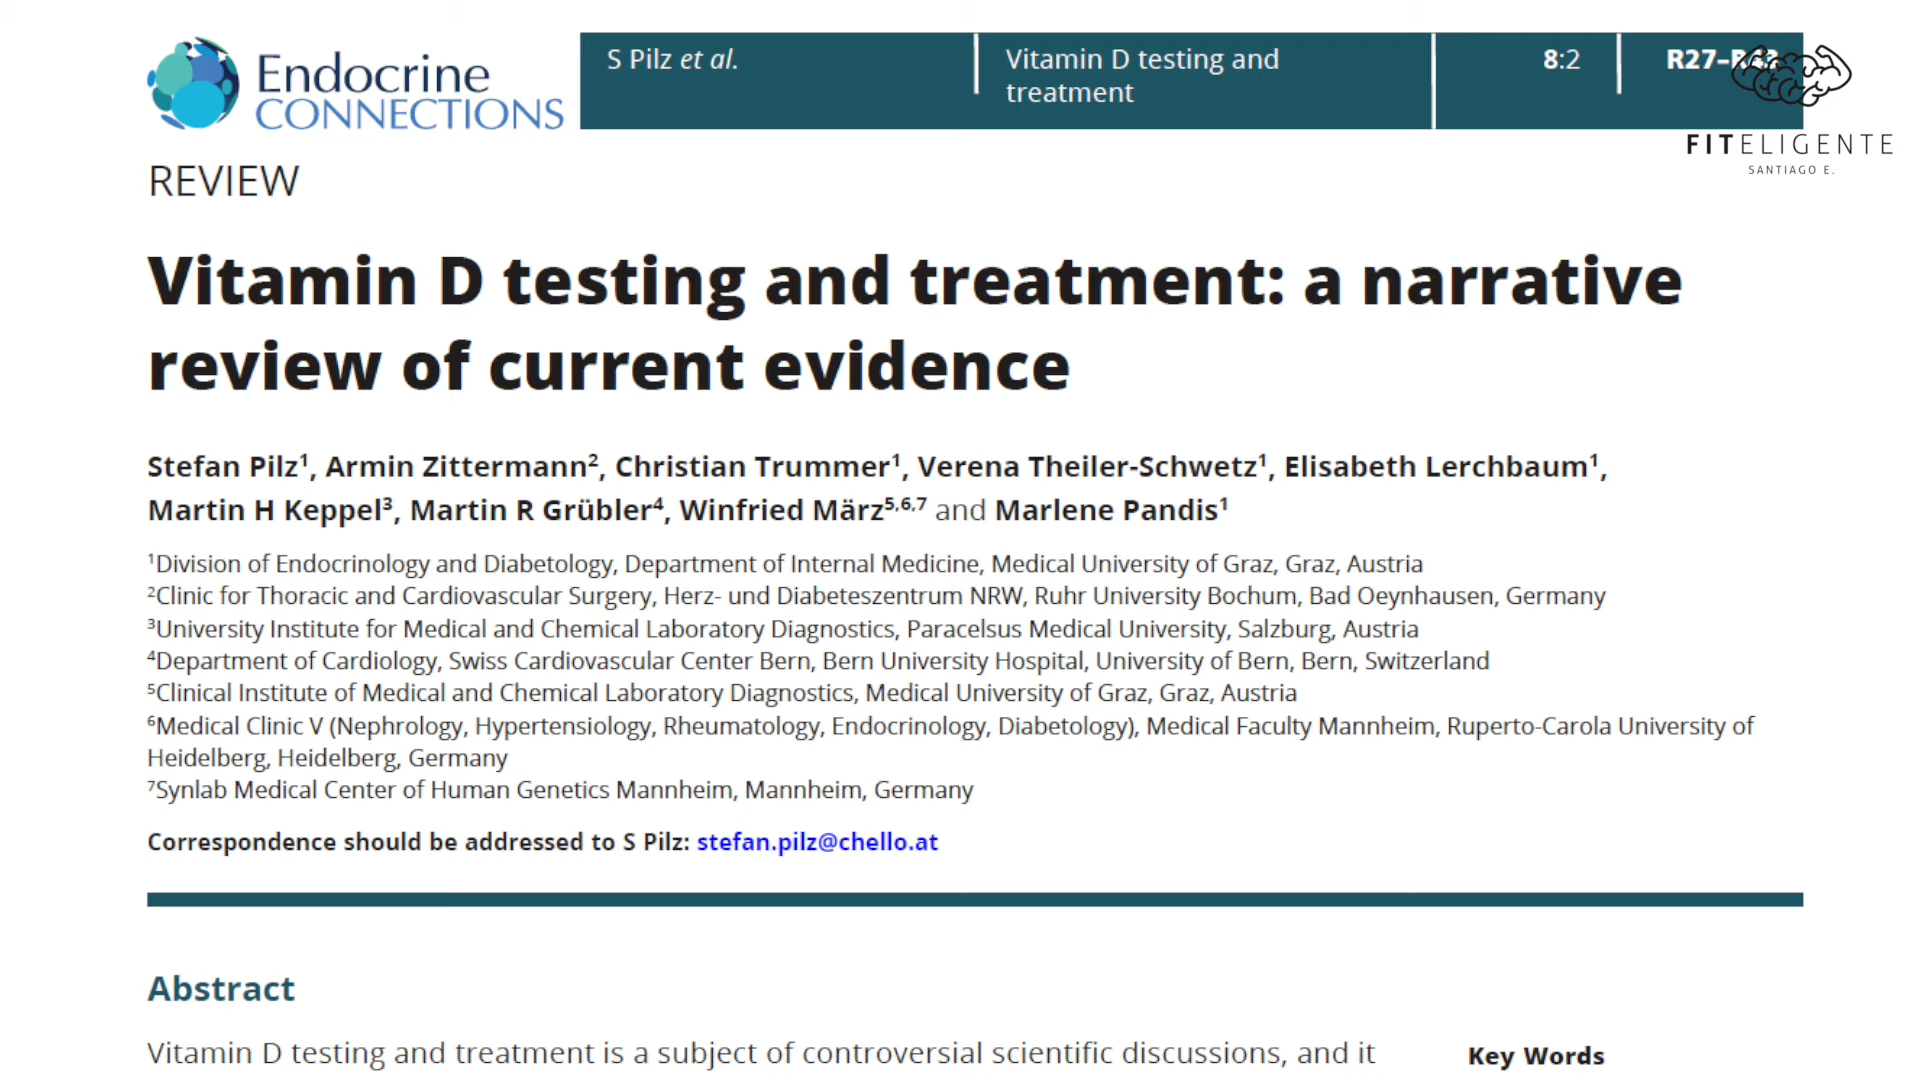 Endocrine
CONNECTIONS
S Pilz et al.
Vitamin D testing and
treatment
8:2
FITELIGENTE
SANTIAGO E.
REVIEW
Vitamin D testing and treatment: a narrative
review of current evidence
Stefan Pilz¹, Armin Zittermann², Christian Trummer¹, Verena Theiler-Schwetz¹, Elisabeth Lerchbaum¹,
Martin H Keppel³, Martin R Grübler⁴, Winfried März⁵,⁶,⁷ and Marlene Pandis¹
¹Division of Endocrinology and Diabetology, Department of Internal Medicine, Medical University of Graz, Graz, Austria
²Clinic for Thoracic and Cardiovascular Surgery, Herz- und Diabeteszentrum NRW, Ruhr University Bochum, Bad Oeynhausen, Germany
³University Institute for Medical and Chemical Laboratory Diagnostics, Paracelsus Medical University, Salzburg, Austria
⁴Department of Cardiology, Swiss Cardiovascular Center Bern, Bern University Hospital, University of Bern, Bern, Switzerland
⁵Clinical Institute of Medical and Chemical Laboratory Diagnostics, Medical University of Graz, Graz, Austria
⁶Medical Clinic V (Nephrology, Hypertensiology, Rheumatology, Endocrinology, Diabetology), Medical Faculty Mannheim, Ruperto-Carola University of
Heidelberg, Heidelberg, Germany
⁷Synlab Medical Center of Human Genetics Mannheim, Mannheim, Germany
Correspondence should be addressed to S Pilz: stefan.pilz@chello.at
Abstract
Vitamin D testing and treatment is a subject of controversial scientific discussions, and it
Key Words